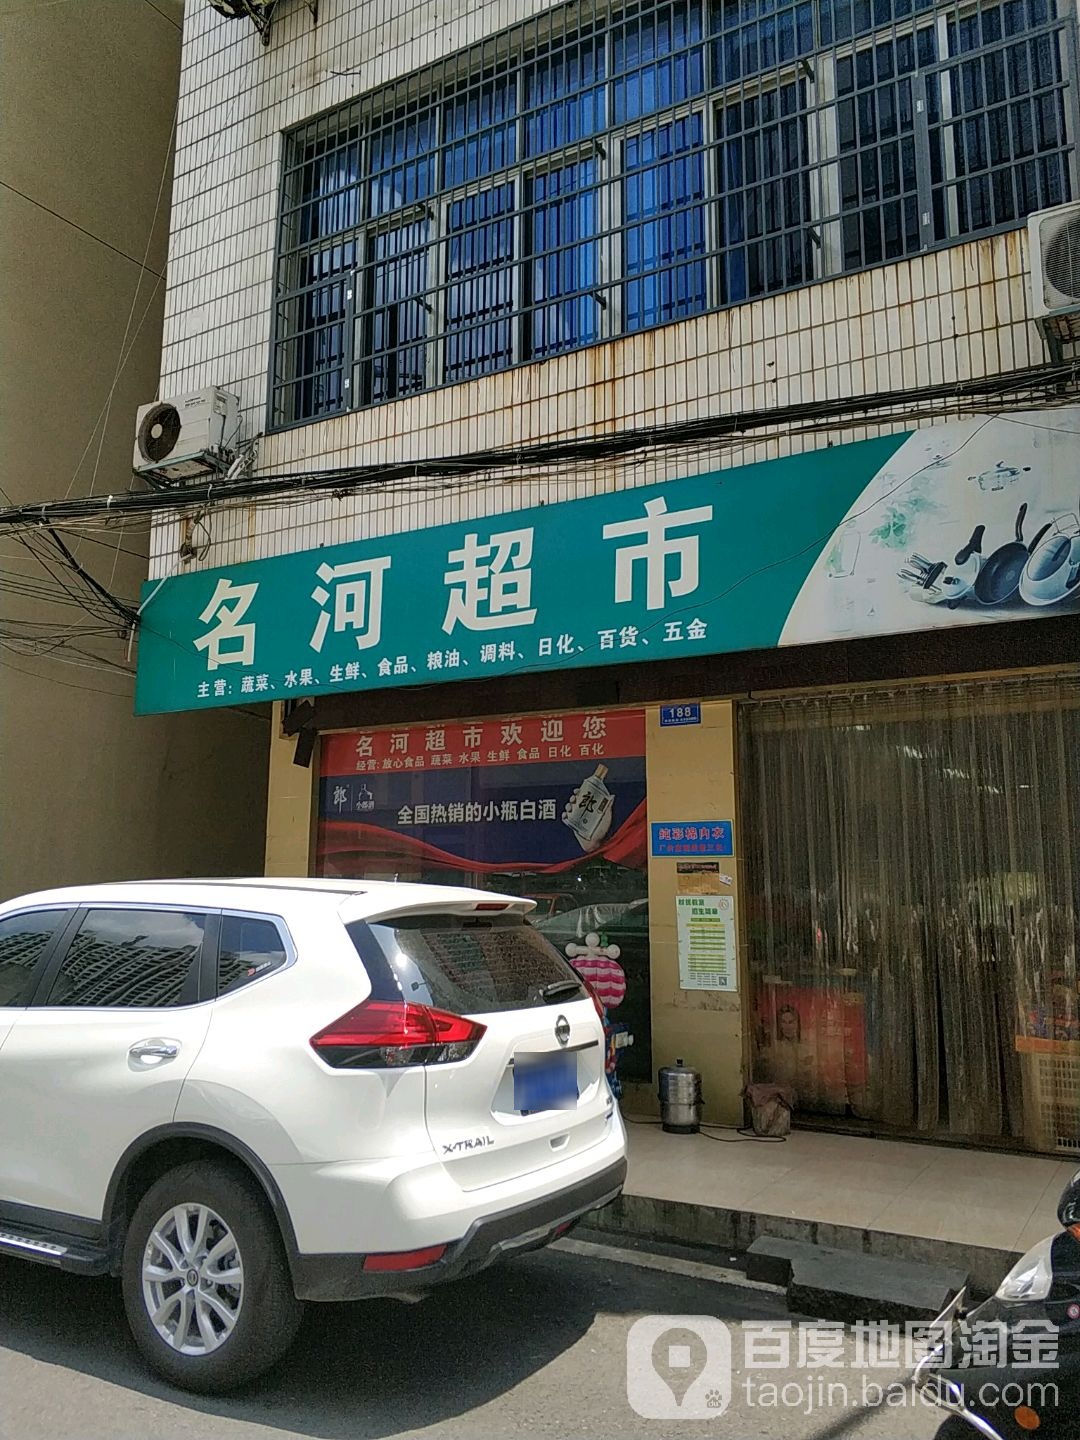 名河超市
主营：蔬菜、水果、生鲜、食品、粮油、调料、日化、百货、五金
188
名河超市欢迎您
经营：放心食品 蔬菜 水果 生鲜 食品 日化 百化
郎
小郎酒
全国热销的小瓶白酒
郎
纯彩棉内衣
招生简章
X-TRAIL
百度地图淘金
taojin.baidu.com